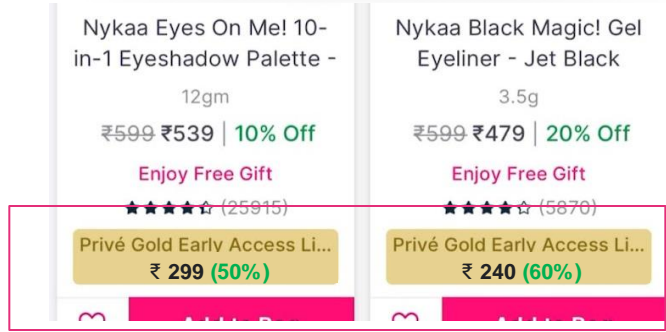 Nykaa Eyes On Me! 10-
in-1 Eyeshadow Palette -
12gm
₹599 ₹539 | 10% Off
Enjoy Free Gift
(25915)
Privé Gold Early Access Li...
₹ 299 (50%)
Nykaa Black Magic! Gel
Eyeliner - Jet Black
3.5g
₹599 ₹479 | 20% Off
Enjoy Free Gift
(5870)
Privé Gold Early Access Li...
₹ 240 (60%)